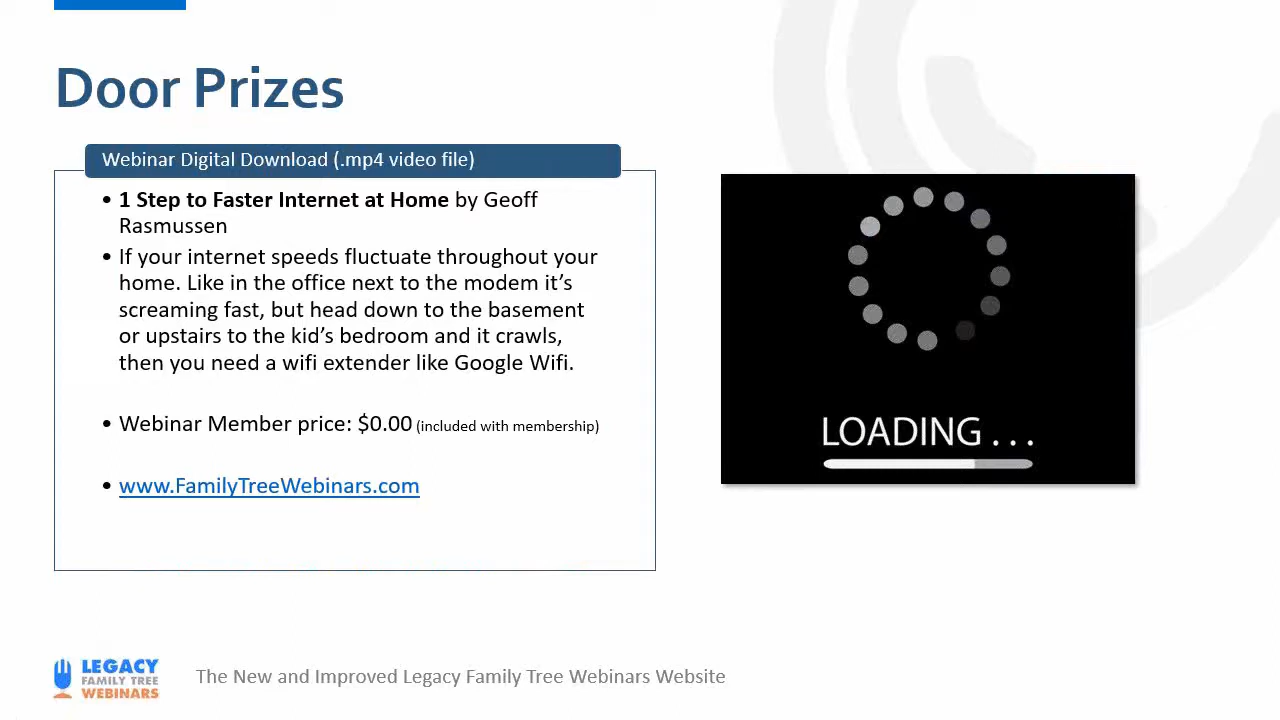 Door Prizes
Webinar Digital Download (.mp4 video file)
• 1 Step to Faster Internet at Home by Geoff
Rasmussen
• If your internet speeds fluctuate throughout your
home. Like in the office next to the modem it's
screaming fast, but head down to the basement
or upstairs to the kid's bedroom and it crawls,
then you need a wifi extender like Google Wifi.
• Webinar Member price: $0.00 (included with membership)
• www.FamilyTreeWebinars.com
LOADING . . .
LEGACY
FAMILY TREE
WEBINARS
The New and Improved Legacy Family Tree Webinars Website